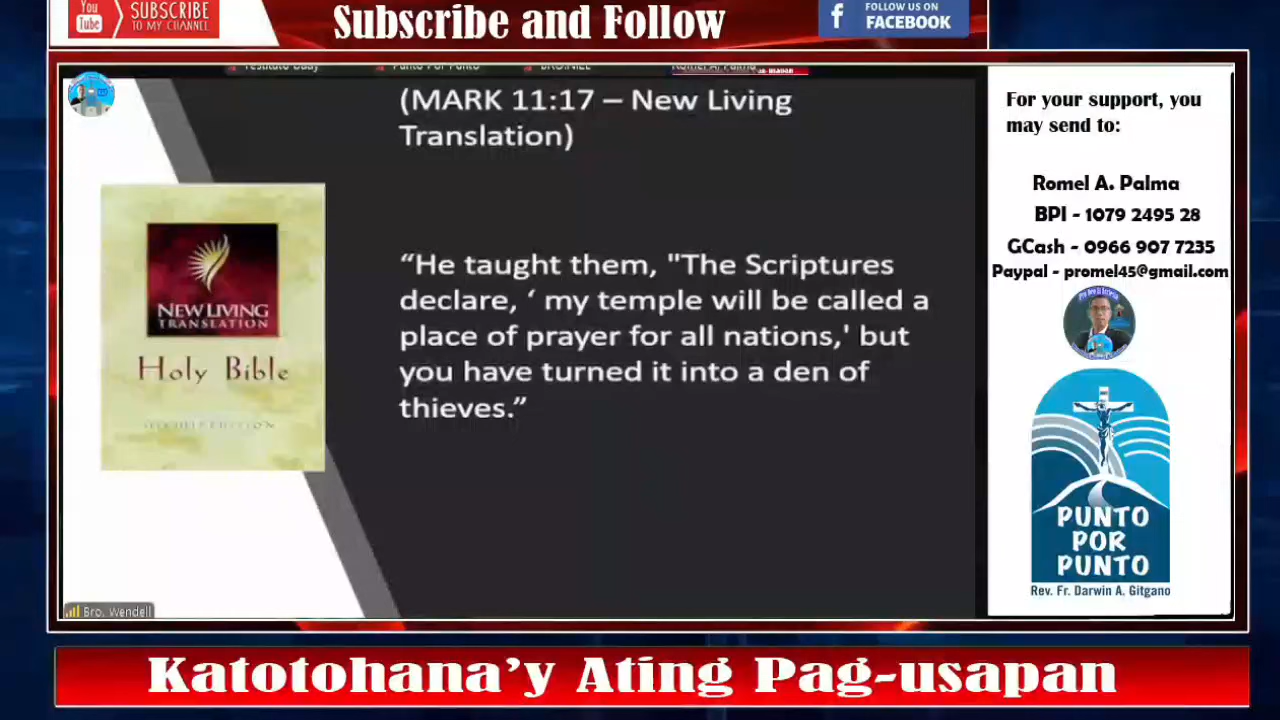 You
Tube
SUBSCRIBE
TO MY CHANNEL
Subscribe and Follow
FOLLOW US ON
FACEBOOK
(MARK 11:17 – New Living
Translation)
NEW LIVING
TRANSLATION
Holy Bible
“He taught them, "The Scriptures
declare, ‘ my temple will be called a
place of prayer for all nations,' but
you have turned it into a den of
thieves.”
Bro. Wendell
For your support, you
may send to:
Romel A. Palma
BPI - 1079 2495 28
GCash - 0966 907 7235
Paypal - promel45@gmail.com
PUNTO
POR
PUNTO
Rev. Fr. Darwin A. Gitgano
Katotohana’y Ating Pag-usapan